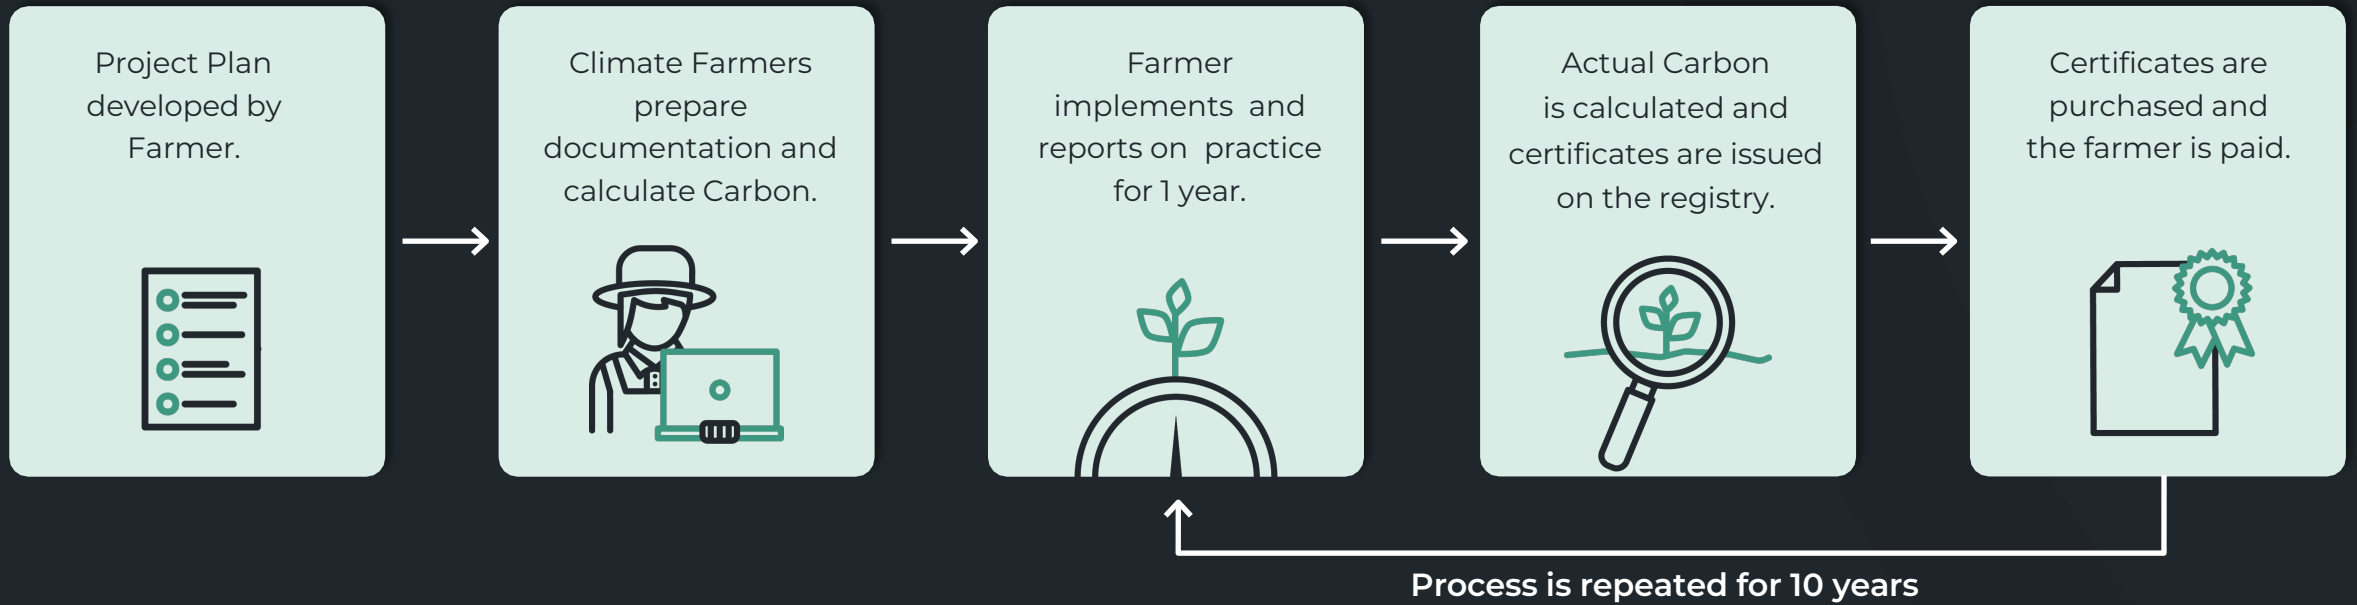 Project Plan
developed by
Farmer.
Climate Farmers
prepare
documentation and
calculate Carbon.
Farmer
implements and
reports on practice
for 1 year.
Actual Carbon
is calculated and
certificates are issued
on the registry.
Certificates are
purchased and
the farmer is paid.
Process is repeated for 10 years